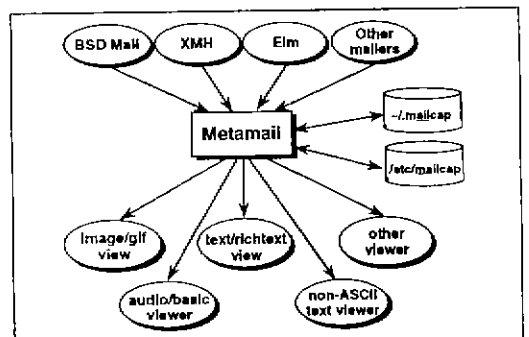 BSD Mail
XMH
Elm
Other
mailers
Metamail
~/.mailcap
/etc/mailcap
image/gif
view
text/richtext
view
other
viewer
audio/basic
viewer
non-ASCII
text viewer